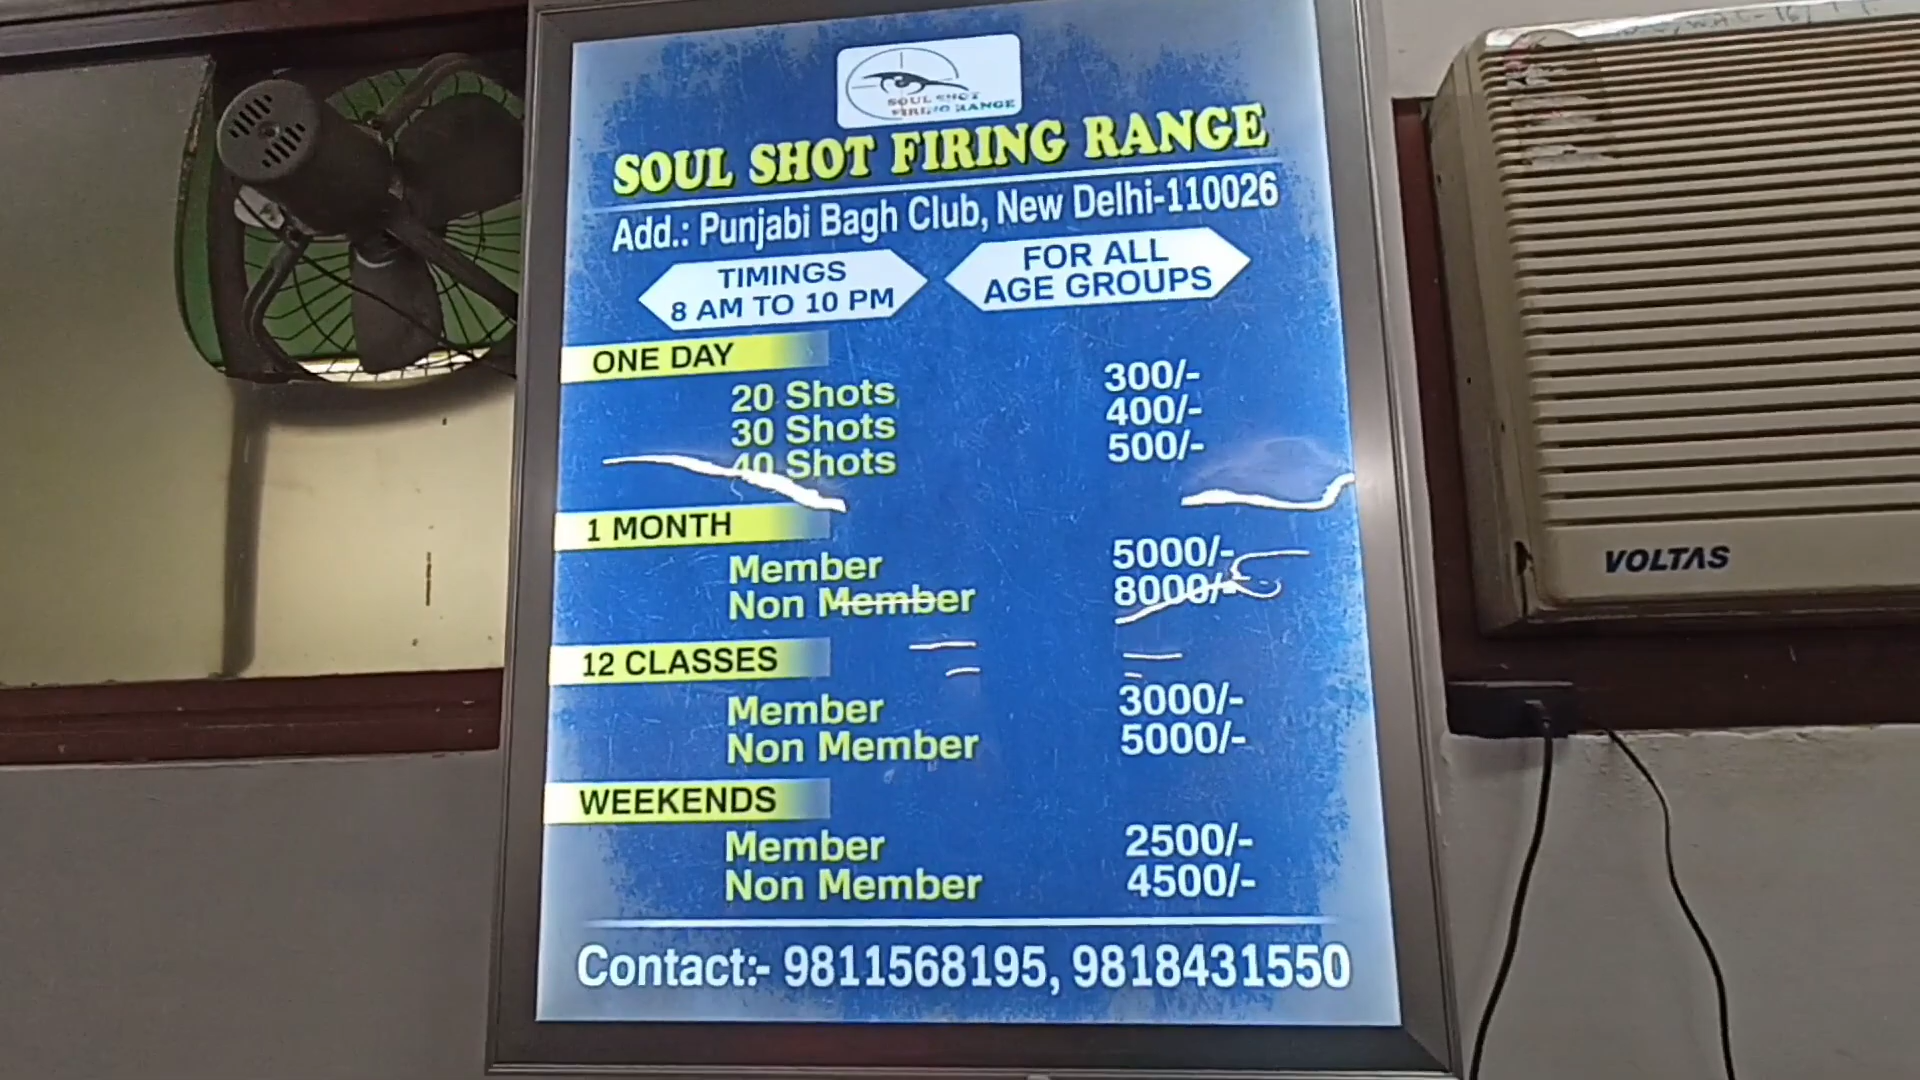 SOUL SHOT
FIRING RANGE
SOUL SHOT FIRING RANGE
Add.: Punjabi Bagh Club, New Delhi-110026
TIMINGS
8 AM TO 10 PM
FOR ALL
AGE GROUPS
ONE DAY
20 Shots 300/-
30 Shots 400/-
40 Shots 500/-
1 MONTH
Member 5000/-
Non Member 8000/-
12 CLASSES
Member 3000/-
Non Member 5000/-
WEEKENDS
Member 2500/-
Non Member 4500/-
Contact:- 9811568195, 9818431550
VOLTAS